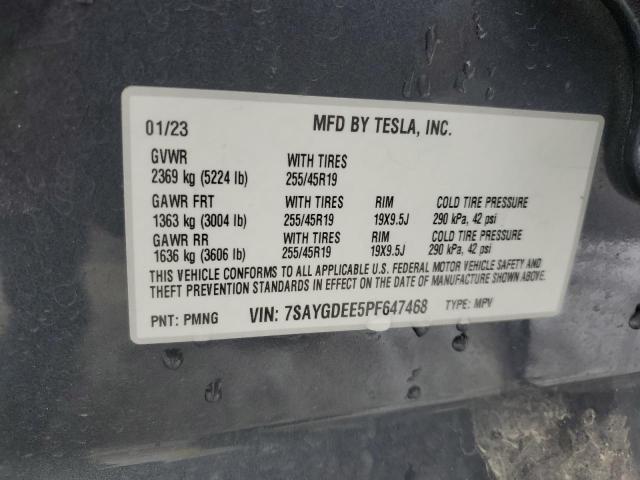 01/23 MFD BY TESLA, INC.
GVWR WITH TIRES
2369 kg (5224 lb) 255/45R19
GAWR FRT WITH TIRES RIM COLD TIRE PRESSURE
1363 kg (3004 lb) 255/45R19 19X9.5J 290 kPa, 42 psi
GAWR RR WITH TIRES RIM COLD TIRE PRESSURE
1636 kg (3606 lb) 255/45R19 19X9.5J 290 kPa, 42 psi
THIS VEHICLE CONFORMS TO ALL APPLICABLE U.S. FEDERAL MOTOR VEHICLE SAFETY AND
THEFT PREVENTION STANDARDS IN EFFECT ON THE DATE OF MANUFACTURE SHOWN ABOVE.
PNT: PMNG VIN: 7SAYGDEE5PF647468 TYPE: MPV